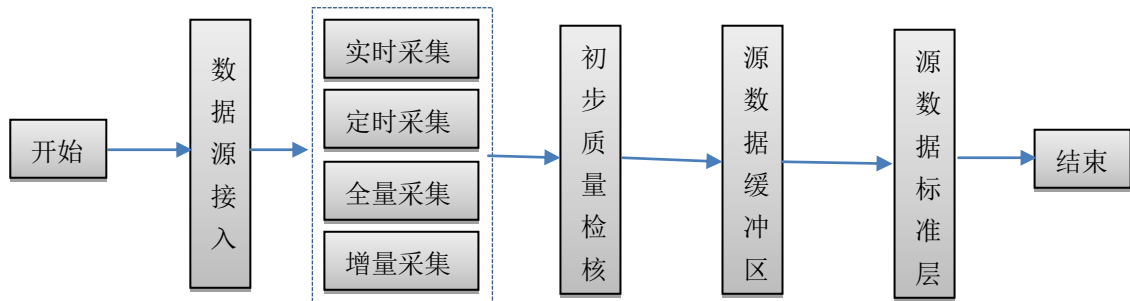 开始
数据源接入
实时采集
定时采集
全量采集
增量采集
初步质量检核
源数据缓冲区
源数据标准层
结束